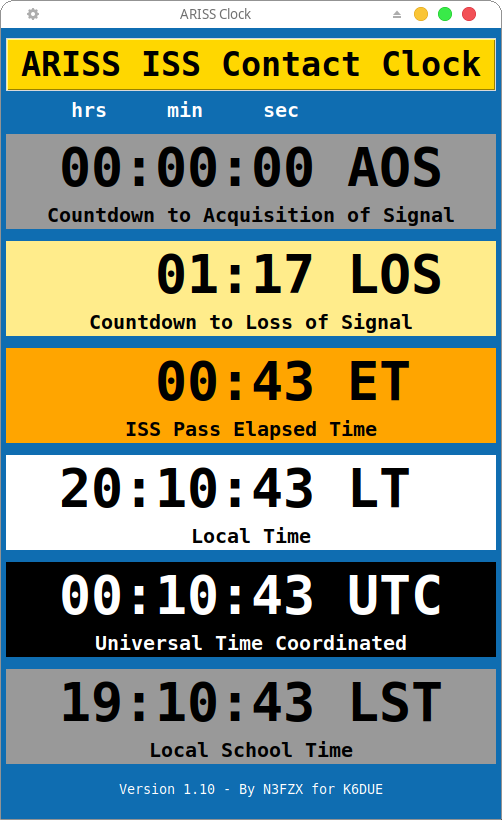 ARISS Clock
ARISS ISS Contact Clock
hrs min sec
00:00:00 AOS
Countdown to Acquisition of Signal
01:17 LOS
Countdown to Loss of Signal
00:43 ET
ISS Pass Elapsed Time
20:10:43 LT
Local Time
00:10:43 UTC
Universal Time Coordinated
19:10:43 LST
Local School Time
Version 1.10 - By N3FZX for K6DUE